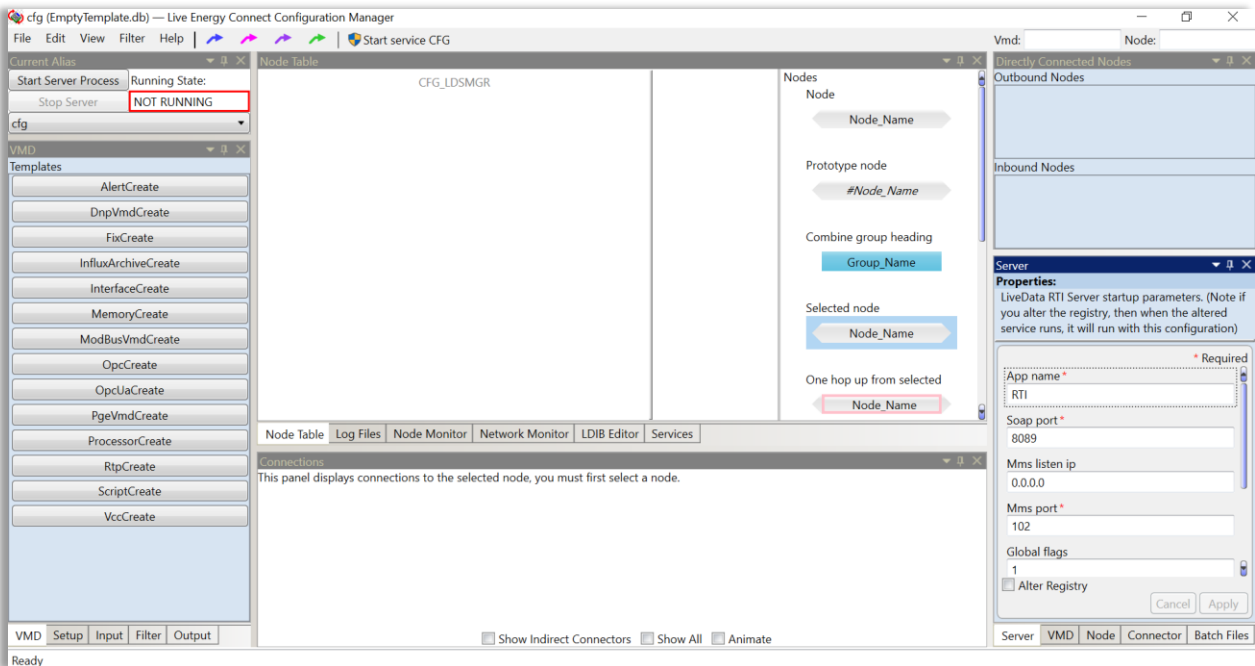 cfg (EmptyTemplate.db) — Live Energy Connect Configuration Manager
File Edit View Filter Help Start service CFG Vmd: Node:
Current Alias
Start Server Process Running State:
Stop Server NOT RUNNING
cfg
VMD
Templates
AlertCreate
DnpVmdCreate
FixCreate
InfluxArchiveCreate
InterfaceCreate
MemoryCreate
ModBusVmdCreate
OpcCreate
OpcUaCreate
PgeVmdCreate
ProcessorCreate
RtpCreate
ScriptCreate
VccCreate
VMD Setup Input Filter Output
Ready
Node Table
CFG_LDSMGR
Nodes
Node
Node_Name
Prototype node
#Node_Name
Combine group heading
Group_Name
Selected node
Node_Name
One hop up from selected
Node_Name
Node Table Log Files Node Monitor Network Monitor LDIB Editor Services
Connections
This panel displays connections to the selected node, you must first select a node.
Show Indirect Connectors Show All Animate
Directly Connected Nodes
Outbound Nodes
Inbound Nodes
Server
Properties:
LiveData RTI Server startup parameters. (Note if
you alter the registry, then when the altered
service runs, it will run with this configuration)
* Required
App name *
RTI
Soap port *
8089
Mms listen ip
0.0.0.0
Mms port *
102
Global flags
1
Alter Registry
Cancel Apply
Server VMD Node Connector Batch Files